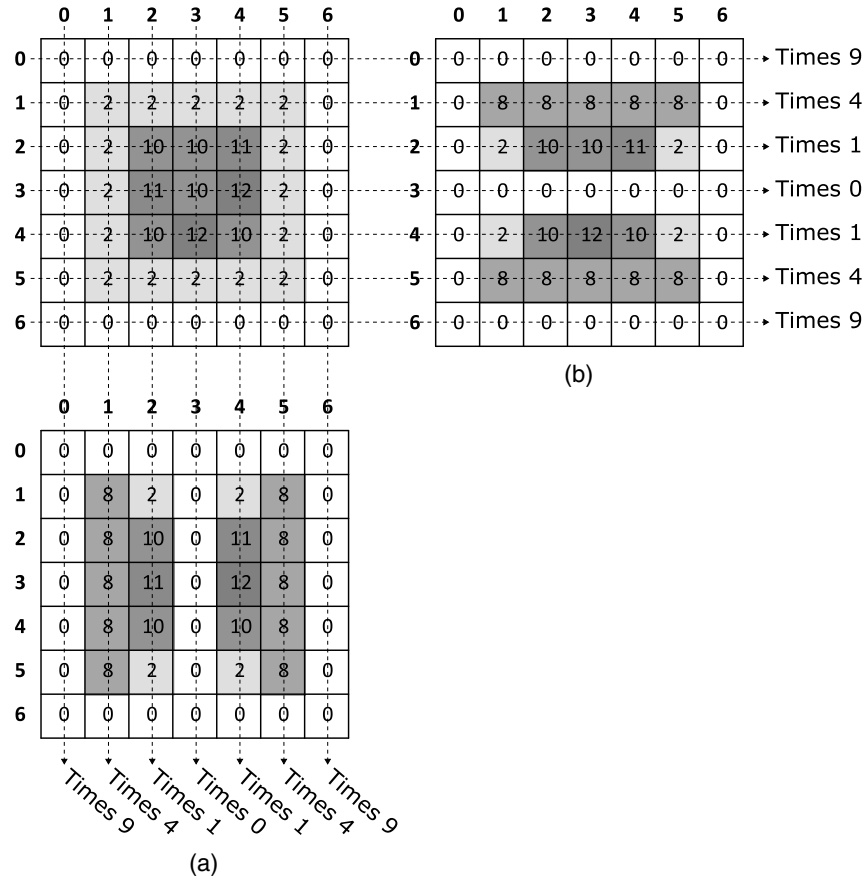 0 1 2 3 4 5 6 0 1 2 3 4 5 6
0 0 0 0 0 0 0 0 0 0 0 0 0 0 0 0 Times 9
1 0 2 2 2 2 2 0 1 0 8 8 8 8 8 0 Times 4
2 0 2 10 10 11 2 0 2 0 2 10 10 11 2 0 Times 1
3 0 2 11 10 12 2 0 3 0 0 0 0 0 0 0 Times 0
4 0 2 10 12 10 2 0 4 0 2 10 12 10 2 0 Times 1
5 0 2 2 2 2 2 0 5 0 8 8 8 8 8 0 Times 4
6 0 0 0 0 0 0 0 6 0 0 0 0 0 0 0 Times 9
(b)
0 1 2 3 4 5 6
0 0 0 0 0 0 0 0
1 0 8 2 0 2 8 0
2 0 8 10 0 11 8 0
3 0 8 11 0 12 8 0
4 0 8 10 0 10 8 0
5 0 8 2 0 2 8 0
6 0 0 0 0 0 0 0
Times 9 Times 4 Times 1 Times 0 Times 1 Times 4 Times 9
(a)